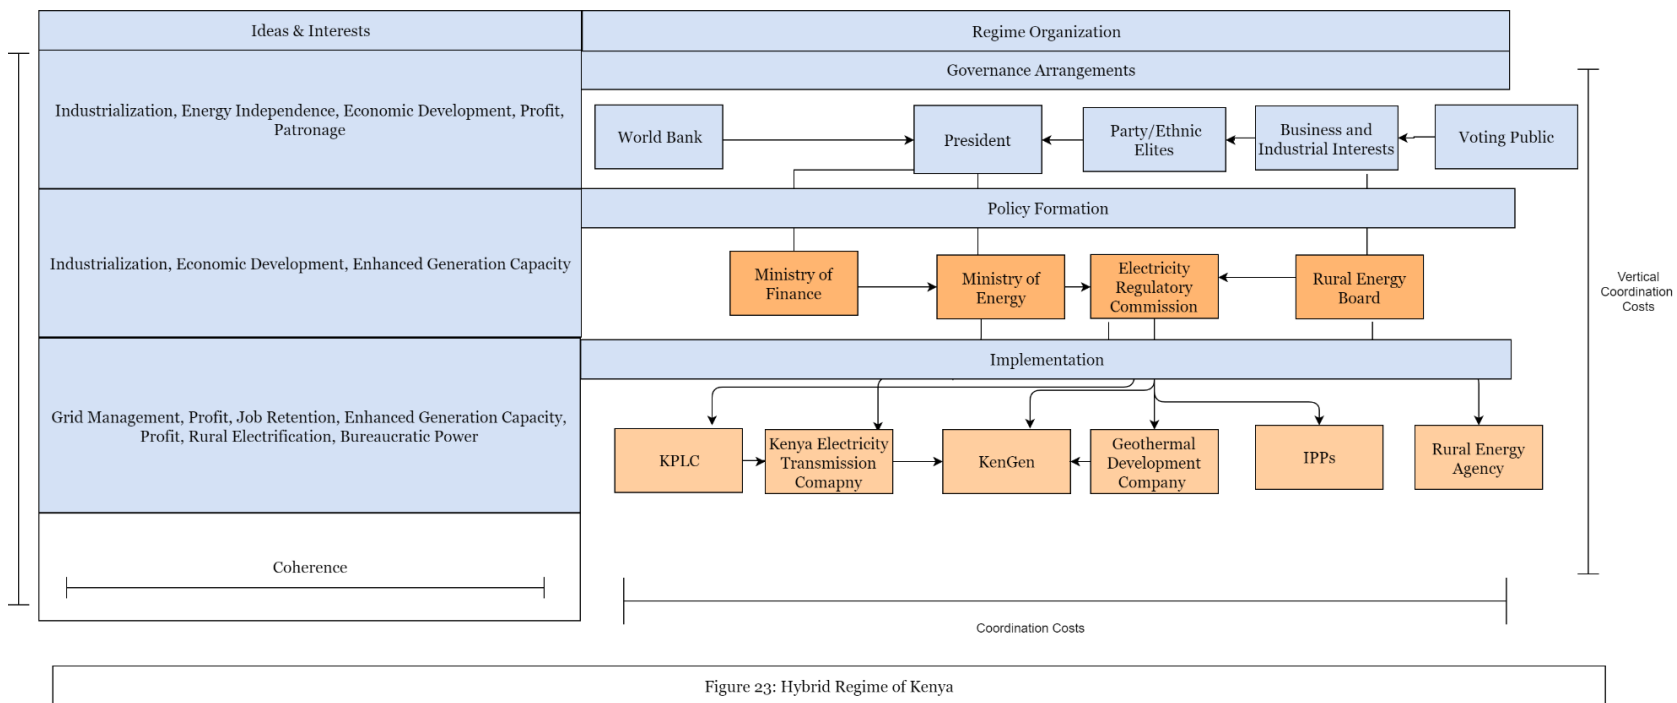 Ideas & Interests
Regime Organization
Governance Arrangements
Industrialization, Energy Independence, Economic Development, Profit,
Patronage
World Bank
President
Party/Ethnic
Elites
Business and
Industrial Interests
Voting Public
Policy Formation
Industrialization, Economic Development, Enhanced Generation Capacity
Ministry of
Finance
Ministry of
Energy
Electricity
Regulatory
Commission
Rural Energy
Board
Vertical
Coordination
Costs
Implementation
Grid Management, Profit, Job Retention, Enhanced Generation Capacity,
Profit, Rural Electrification, Bureaucratic Power
KPLC
Kenya Electricity
Transmission
Comapny
KenGen
Geothermal
Development
Company
IPPs
Rural Energy
Agency
Coherence
Coordination Costs
Figure 23: Hybrid Regime of Kenya